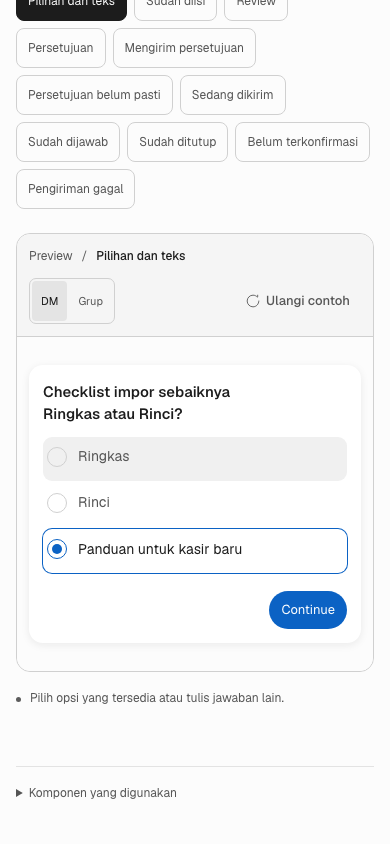 Pilihan dan teks
Sudah diisi
Review
Persetujuan
Mengirim persetujuan
Persetujuan belum pasti
Sedang dikirim
Sudah dijawab
Sudah ditutup
Belum terkonfirmasi
Pengiriman gagal
Preview / Pilihan dan teks
DM
Grup
Ulangi contoh
Checklist impor sebaiknya
Ringkas atau Rinci?
Ringkas
Rinci
Panduan untuk kasir baru
Continue
Pilih opsi yang tersedia atau tulis jawaban lain.
Komponen yang digunakan